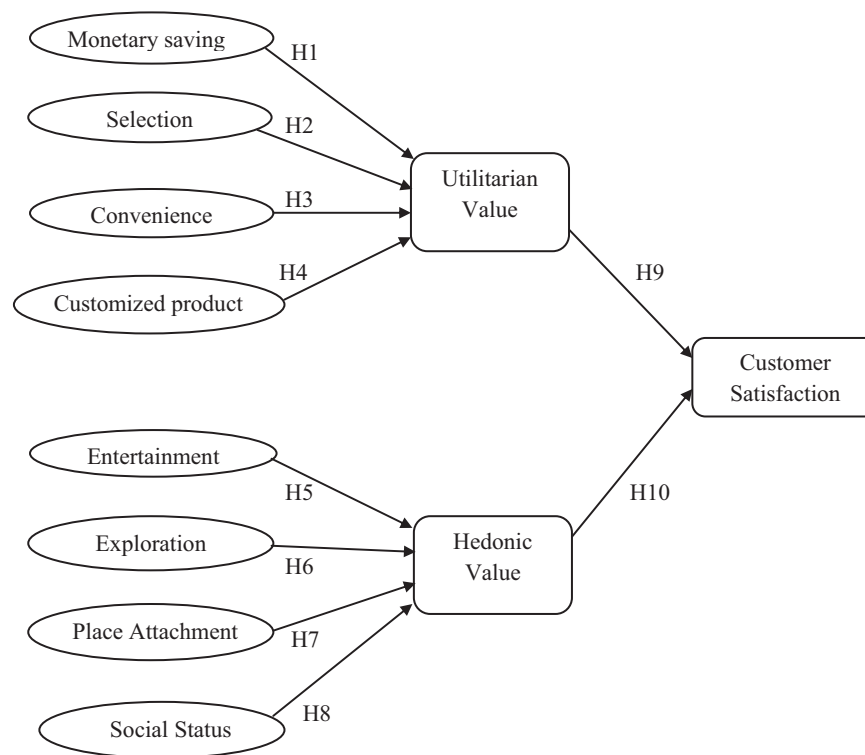 Monetary saving
H1
Selection
H2
Utilitarian
Value
Convenience
H3
Customized product
H4
H9
Customer
Satisfaction
Entertainment
H5
Exploration
H6
Hedonic
Value
H10
Place Attachment
H7
Social Status
H8